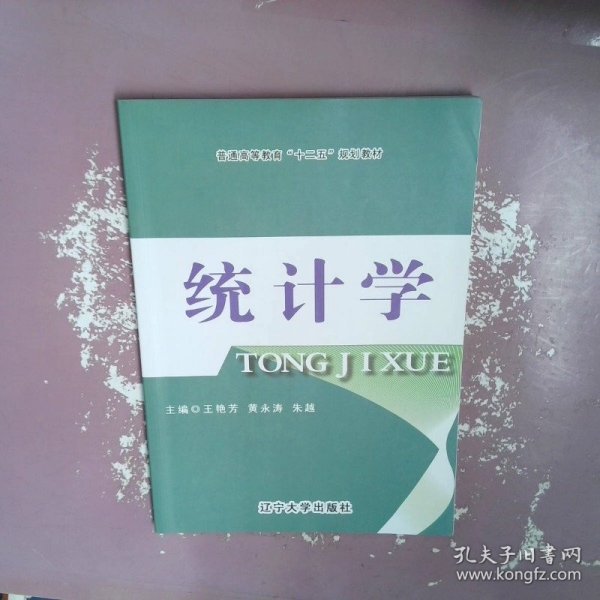 普通高等教育“十二五”规划教材
统计学
TONG JI XUE
主编◎王艳芳 黄永涛 朱越
辽宁大学出版社
孔夫子旧书网
www.kongfz.com